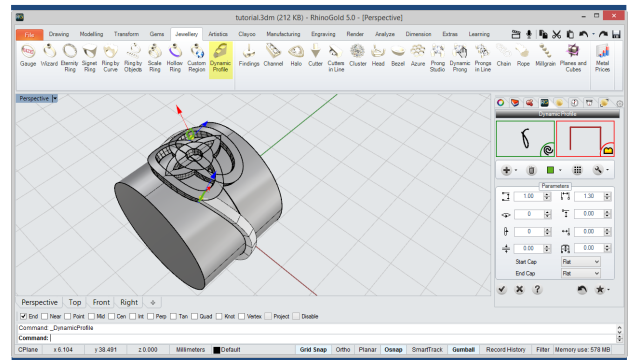 tutorial.3dm (212 KB) - RhinoGold 5.0 - [Perspective]
File Drawing Modelling Transform Gems Jewellery Artistics Clayoo Manufacturing Engraving Render Analyze Dimension Extras Learning
Gauge Wizard Eternity Ring Signet Ring Ring by Curve Ring by Objects Scale Ring Hollow Ring Custom Region Dynamic Profile Findings Channel Halo Cutter Cutters in Line Cluster Head Bezel Azure Prong Studio Dynamic Prong Prongs in Line Chain Rope Millgrain Planes and Cubes Metal Prices
Perspective
Dynamic Profile
Parameters
1.00 1.30
0 0.00
0 0.00
0.00 0.00
Start Cap Flat
End Cap Flat
Perspective Top Front Right
End Near Point Mid Cen Int Perp Tan Quad Knot Vertex Project Disable
Command: _DynamicProfile
Command:
CPlane x 6.104 y 38.491 z 0.000 Millimeters Default Grid Snap Ortho Planar Osnap SmartTrack Gumball Record History Filter Memory use: 578 MB